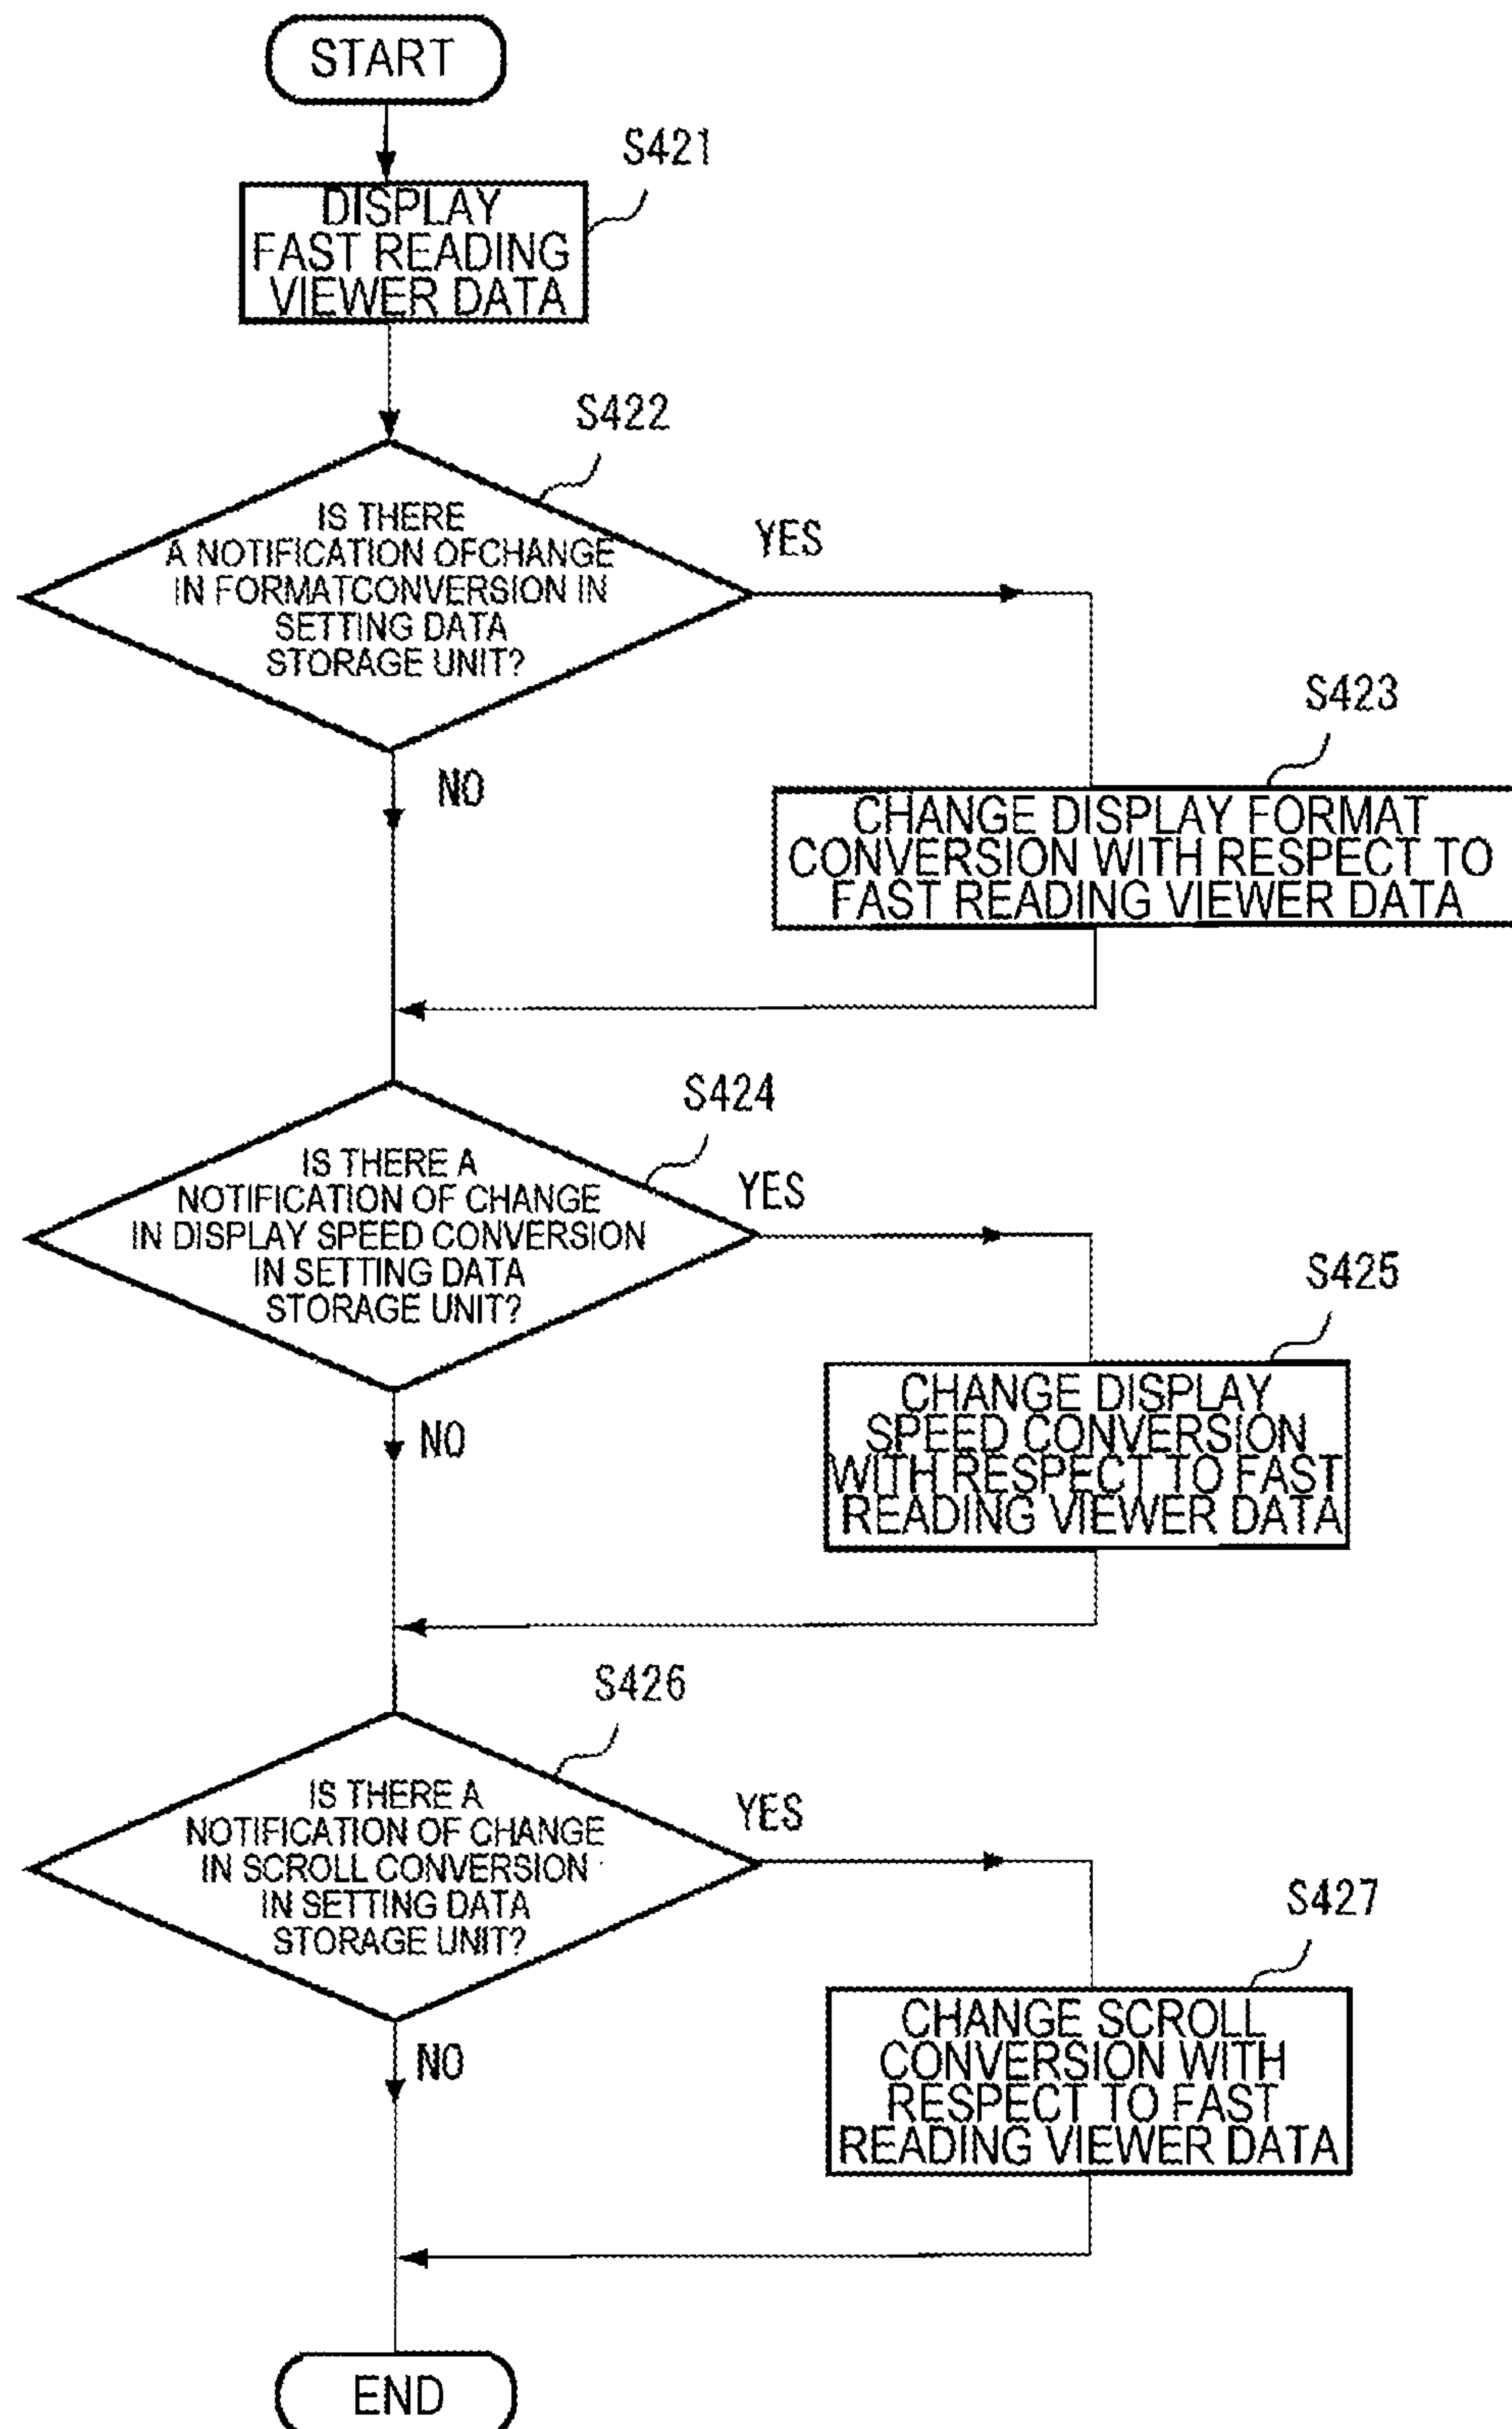 START
S421
DISPLAY
FAST READING
VIEWER DATA
S422
IS THERE
A NOTIFICATION OFCHANGE
IN FORMATCONVERSION IN
SETTING DATA
STORAGE UNIT?
YES
NO
S423
CHANGE DISPLAY FORMAT
CONVERSION WITH RESPECT TO
FAST READING VIEWER DATA
S424
IS THERE A
NOTIFICATION OF CHANGE
IN DISPLAY SPEED CONVERSION
IN SETTING DATA
STORAGE UNIT?
YES
NO
S425
CHANGE DISPLAY
SPEED CONVERSION
WITH RESPECT TO FAST
READING VIEWER DATA
S426
IS THERE A
NOTIFICATION OF CHANGE
IN SCROLL CONVERSION
IN SETTING DATA
STORAGE UNIT?
YES
NO
S427
CHANGE SCROLL
CONVERSION WITH
RESPECT TO FAST
READING VIEWER DATA
END